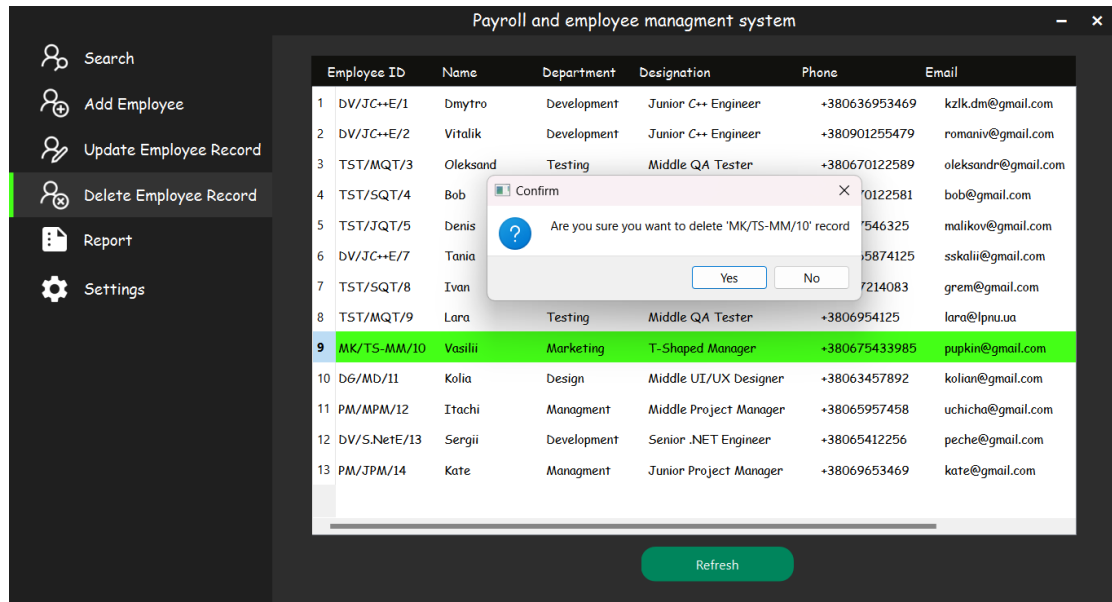 Payroll and employee managment system
Search
Add Employee
Update Employee Record
Delete Employee Record
Report
Settings
Employee ID Name Department Designation Phone Email
1 DV/JC++E/1 Dmytro Development Junior C++ Engineer +380636953469 kzlk.dm@gmail.com
2 DV/JC++E/2 Vitalik Development Junior C++ Engineer +380901255479 romaniv@gmail.com
3 TST/MQT/3 Oleksand Testing Middle QA Tester +380670122589 oleksandr@gmail.com
4 TST/SQT/4 Bob 0122581 bob@gmail.com
5 TST/JQT/5 Denis 546325 malikov@gmail.com
6 DV/JC++E/7 Tania 5874125 sskalii@gmail.com
7 TST/SQT/8 Ivan 7214083 grem@gmail.com
8 TST/MQT/9 Lara Testing Middle QA Tester +3806954125 lara@lpnu.ua
9 MK/TS-MM/10 Vasilii Marketing T-Shaped Manager +380675433985 pupkin@gmail.com
10 DG/MD/11 Kolia Design Middle UI/UX Designer +38063457892 kolian@gmail.com
11 PM/MPM/12 Itachi Managment Middle Project Manager +38065957458 uchicha@gmail.com
12 DV/S.NetE/13 Sergii Development Senior .NET Engineer +38065412256 peche@gmail.com
13 PM/JPM/14 Kate Managment Junior Project Manager +38069653469 kate@gmail.com
Confirm
Are you sure you want to delete 'MK/TS-MM/10' record
Yes No
Refresh